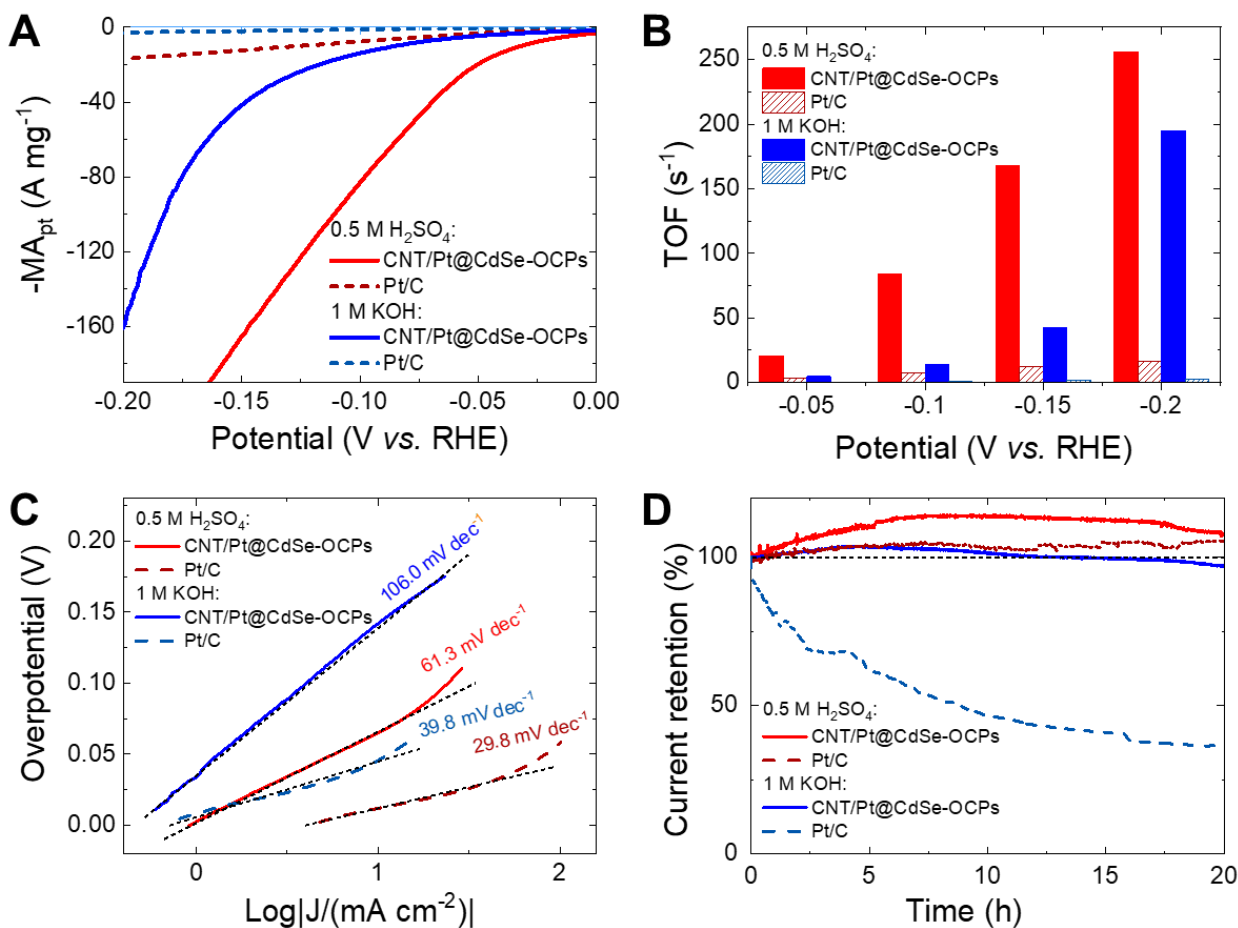 A
0
-40
-80
-120
-160
-MA_pt (A mg⁻¹)
0.5 M H₂SO₄:
CNT/Pt@CdSe-OCPs
Pt/C
1 M KOH:
CNT/Pt@CdSe-OCPs
Pt/C
-0.20 -0.15 -0.10 -0.05 0.00
Potential (V vs. RHE)
B
250
200
150
100
50
0
TOF (s⁻¹)
0.5 M H₂SO₄:
CNT/Pt@CdSe-OCPs
Pt/C
1 M KOH:
CNT/Pt@CdSe-OCPs
Pt/C
-0.05 -0.1 -0.15 -0.2
Potential (V vs. RHE)
C
0.20
0.15
0.10
0.05
0.00
Overpotential (V)
0.5 M H₂SO₄:
CNT/Pt@CdSe-OCPs
Pt/C
1 M KOH:
CNT/Pt@CdSe-OCPs
Pt/C
106.0 mV dec⁻¹
61.3 mV dec⁻¹
39.8 mV dec⁻¹
29.8 mV dec⁻¹
0 1 2
Log|J/(mA cm⁻²)|
D
100
50
0
Current retention (%)
0.5 M H₂SO₄:
CNT/Pt@CdSe-OCPs
Pt/C
1 M KOH:
CNT/Pt@CdSe-OCPs
Pt/C
0 5 10 15 20
Time (h)